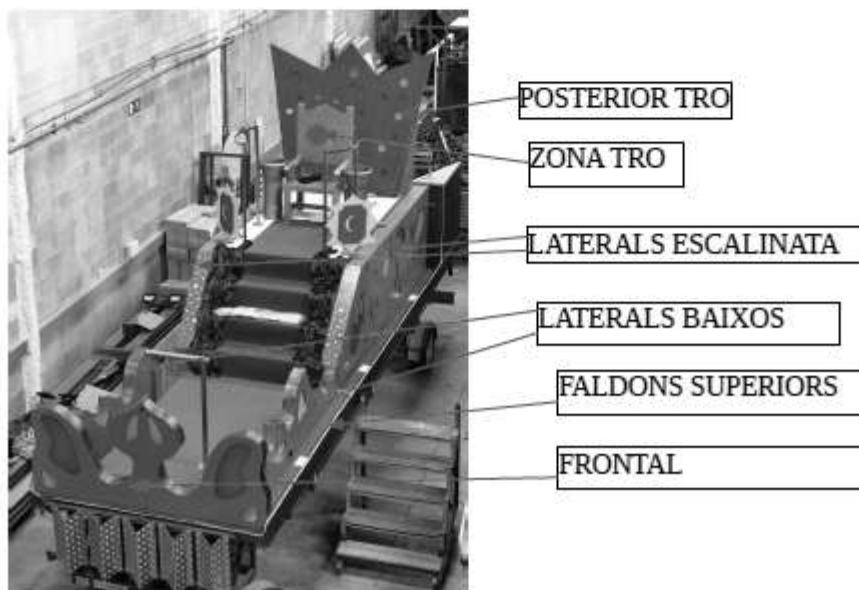 POSTERIOR TRO
ZONA TRO
LATERALS ESCALINATA
LATERALS BAIXOS
FALDONS SUPERIORS
FRONTAL